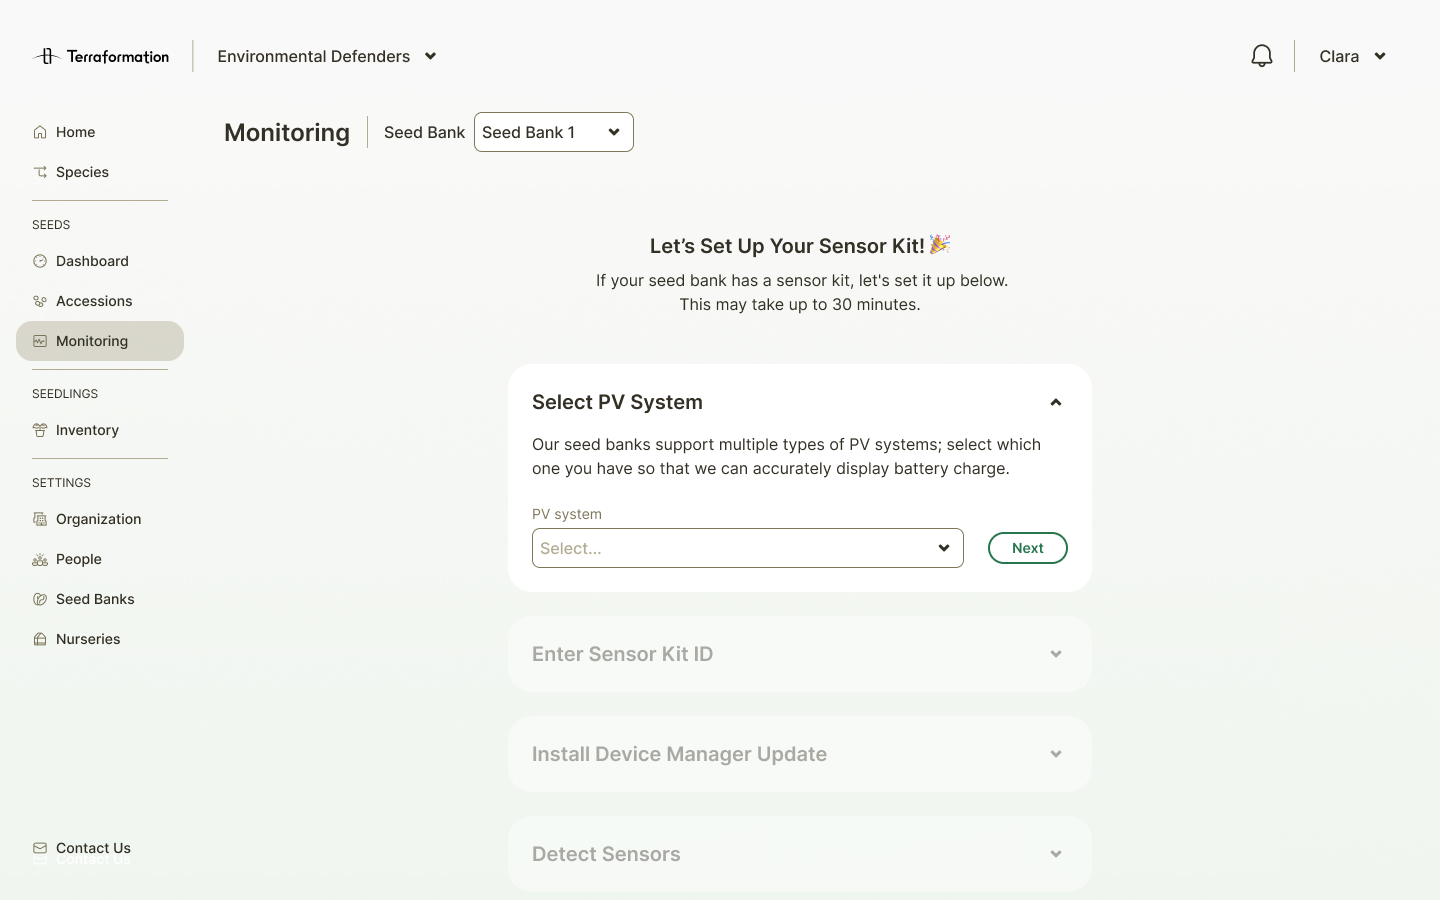 Terraformation
Environmental Defenders
Clara
Home
Species
SEEDS
Dashboard
Accessions
Monitoring
SEEDLINGS
Inventory
SETTINGS
Organization
People
Seed Banks
Nurseries
Contact Us
Contact Us
Monitoring
Seed Bank
Seed Bank 1
Let’s Set Up Your Sensor Kit! 🎉
If your seed bank has a sensor kit, let's set it up below.
This may take up to 30 minutes.
Select PV System
Our seed banks support multiple types of PV systems; select which
one you have so that we can accurately display battery charge.
PV system
Select...
Next
Enter Sensor Kit ID
Install Device Manager Update
Detect Sensors